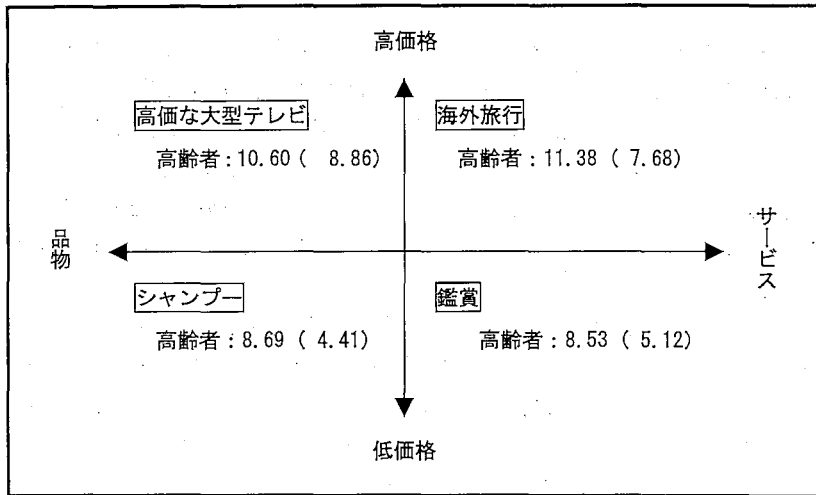 高価格
高価な大型テレビ
海外旅行
高齢者：10.60 ( 8.86)
高齢者：11.38 ( 7.68)
品物
サービス
シャンプー
鑑賞
高齢者：8.69 ( 4.41)
高齢者：8.53 ( 5.12)
低価格